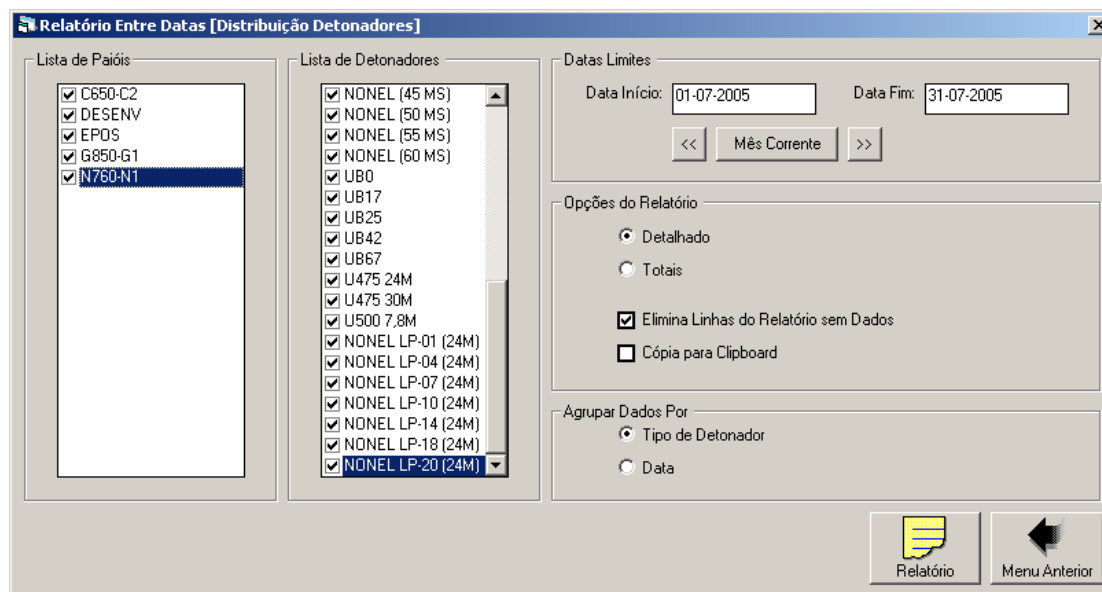 Relatório Entre Datas [Distribuição Detonadores]
Lista de Paióis
C650-C2
DESENV
EPOS
G850-G1
N760-N1
Lista de Detonadores
NONEL (45 MS)
NONEL (50 MS)
NONEL (55 MS)
NONEL (60 MS)
UB0
UB17
UB25
UB42
UB67
U475 24M
U475 30M
U500 7,8M
NONEL LP-01 (24M)
NONEL LP-04 (24M)
NONEL LP-07 (24M)
NONEL LP-10 (24M)
NONEL LP-14 (24M)
NONEL LP-18 (24M)
NONEL LP-20 (24M)
Datas Limites
Data Início: 01-07-2005 Data Fim: 31-07-2005
<< Mês Corrente >>
Opções do Relatório
Detalhado
Totais
Elimina Linhas do Relatório sem Dados
Cópia para Clipboard
Agrupar Dados Por
Tipo de Detonador
Data
Relatório Menu Anterior